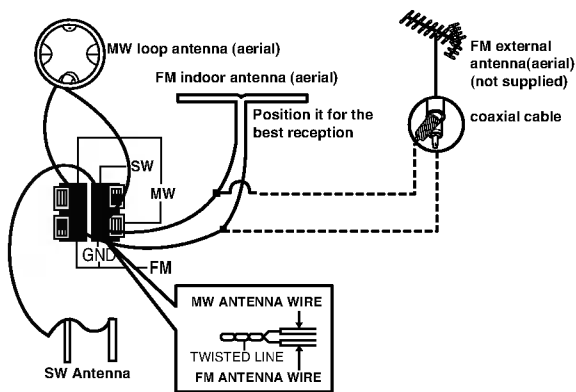 MW loop antenna (aerial)
FM indoor antenna (aerial)
Position it for the
best reception
FM external
antenna(aerial)
(not supplied)
coaxial cable
SW
MW
GND
FM
SW Antenna
MW ANTENNA WIRE
TWISTED LINE
FM ANTENNA WIRE